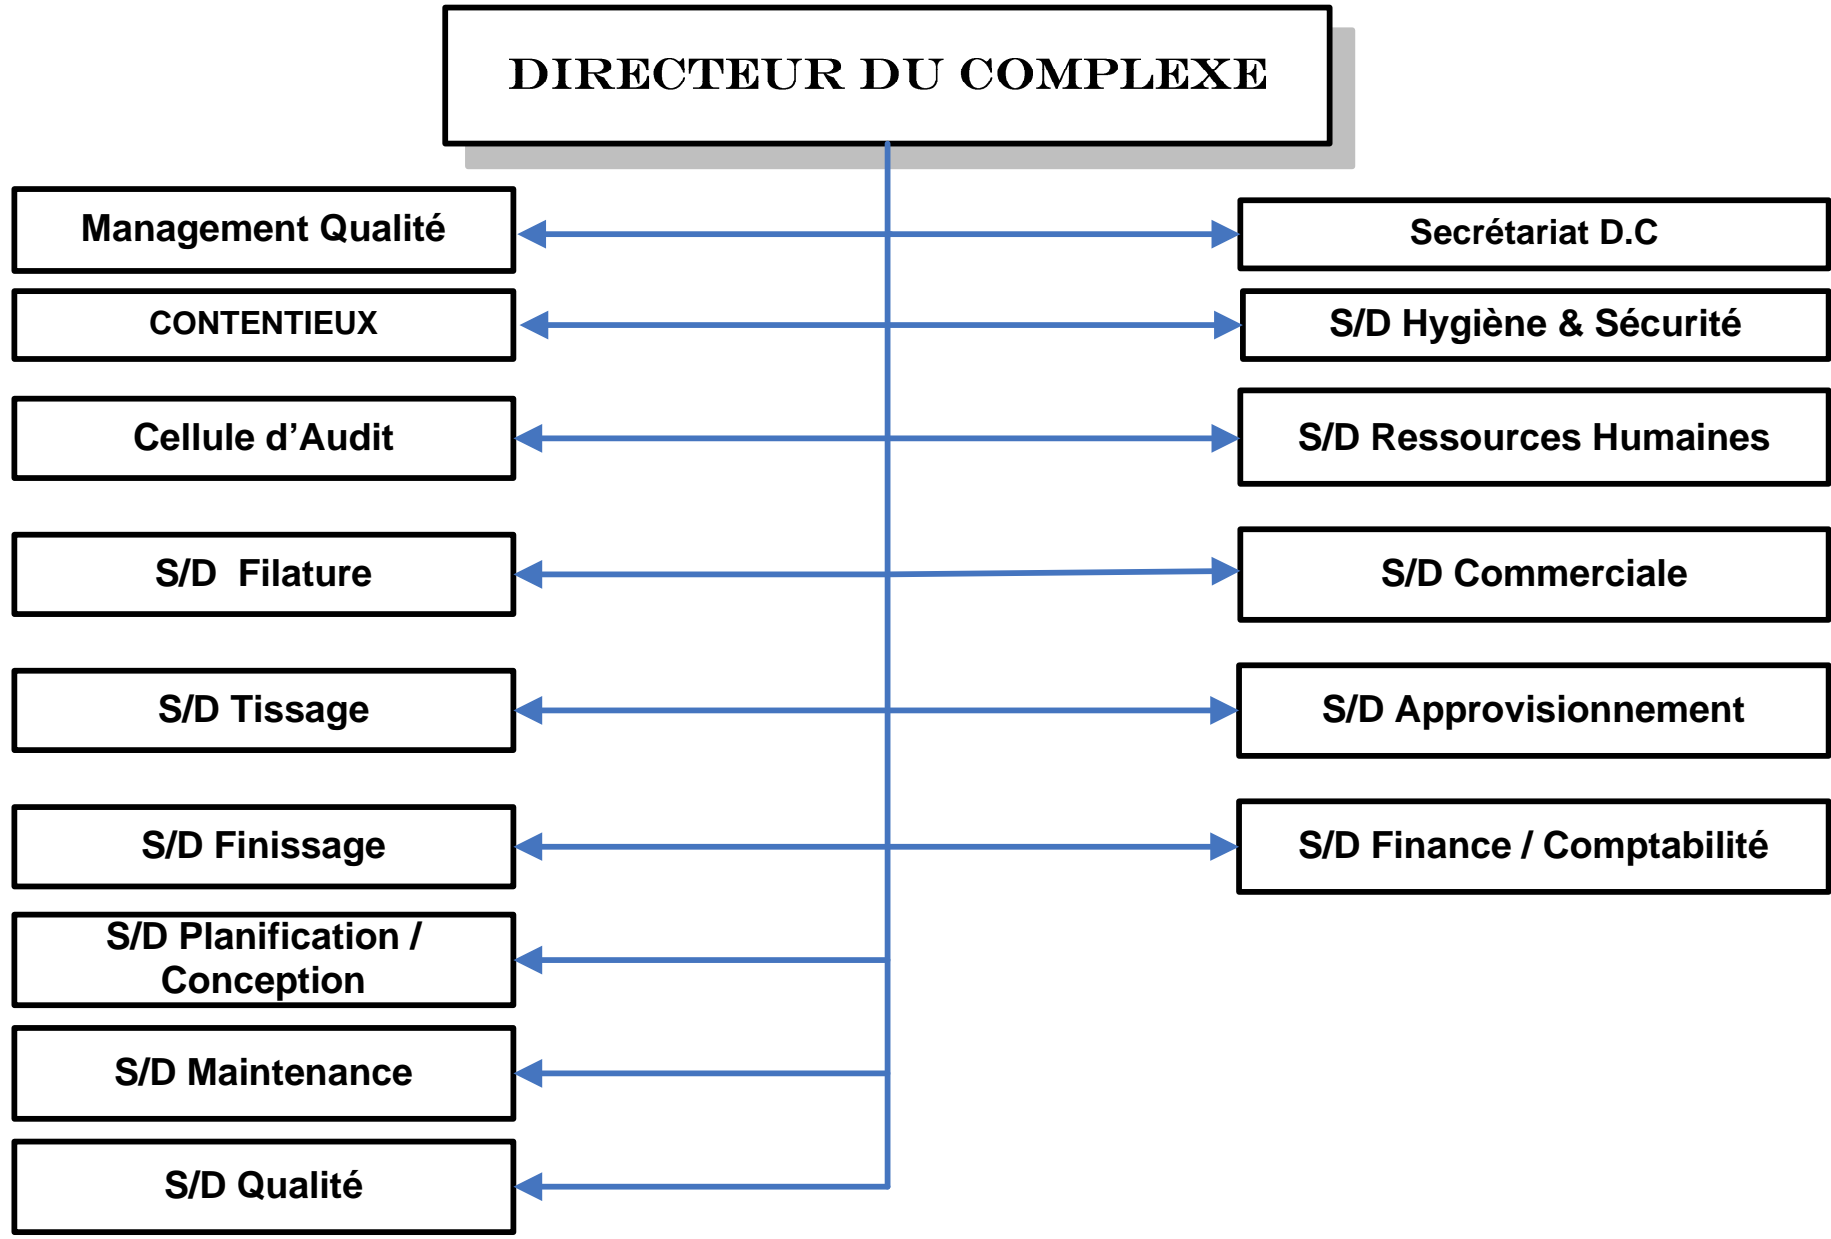 DIRECTEUR DU COMPLEXE
Management Qualité
Secrétariat D.C
CONTENTIEUX
S/D Hygiène & Sécurité
Cellule d’Audit
S/D Ressources Humaines
S/D Filature
S/D Commerciale
S/D Tissage
S/D Approvisionnement
S/D Finissage
S/D Finance / Comptabilité
S/D Planification /
Conception
S/D Maintenance
S/D Qualité